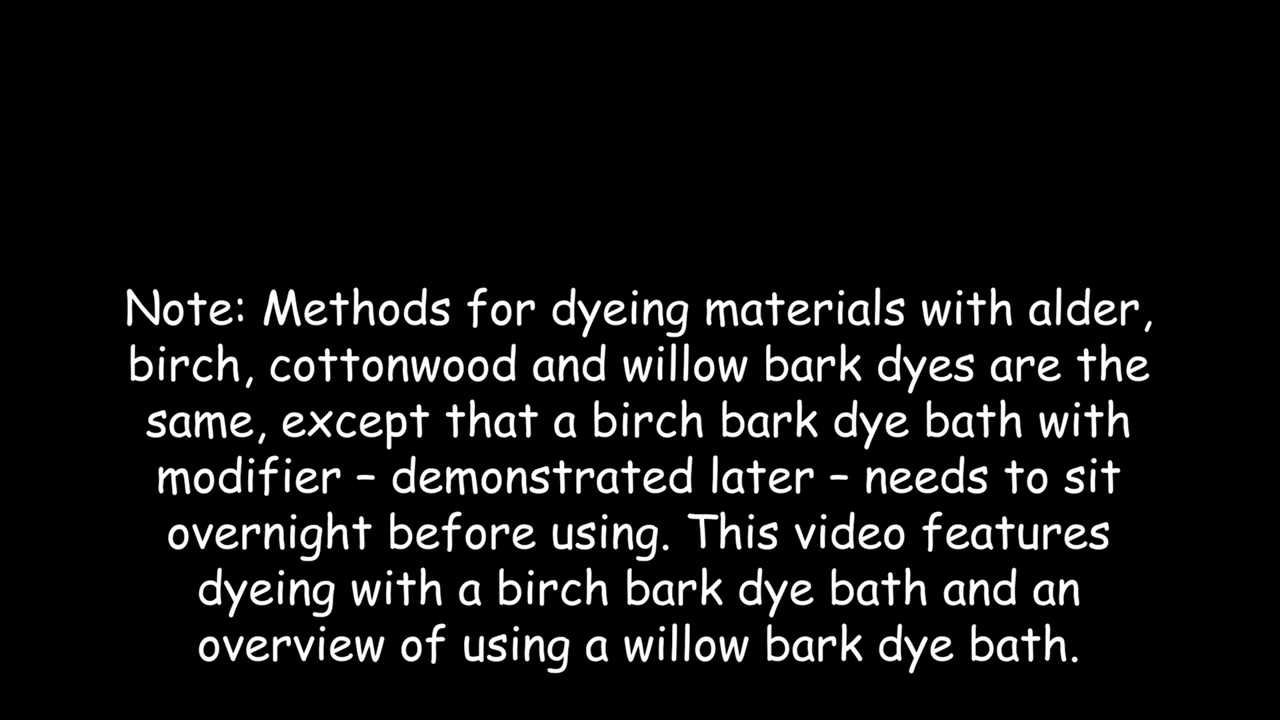 Note: Methods for dyeing materials with alder,
birch, cottonwood and willow bark dyes are the
same, except that a birch bark dye bath with
modifier – demonstrated later – needs to sit
overnight before using. This video features
dyeing with a birch bark dye bath and an
overview of using a willow bark dye bath.